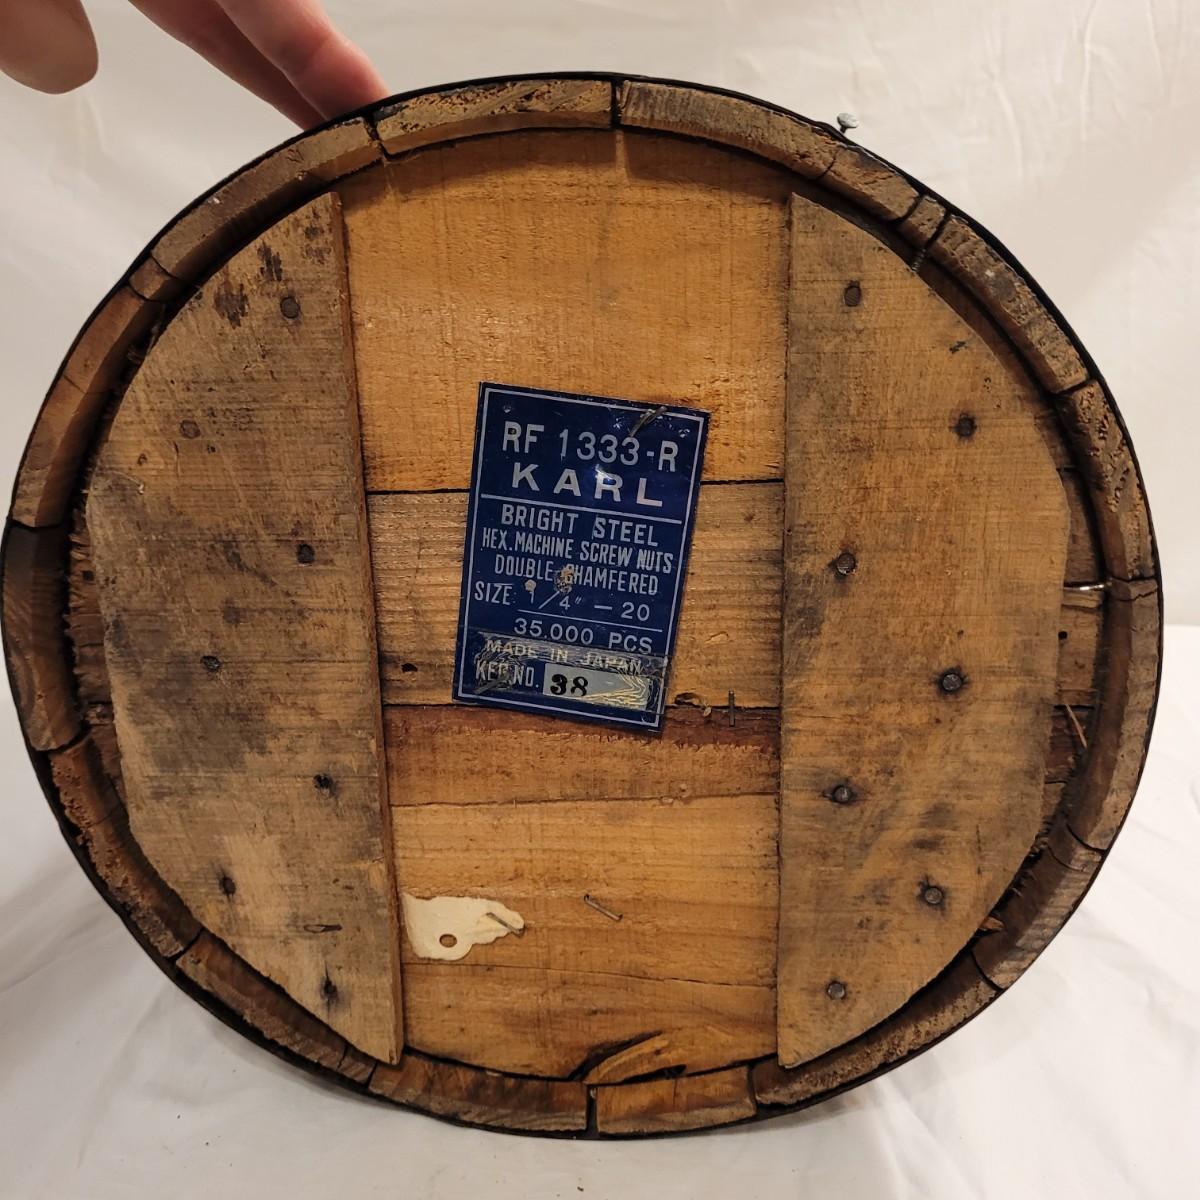 RF 1333-R
KARL
BRIGHT STEEL
HEX. MACHINE SCREW NUTS
DOUBLE CHAMFERED
SIZE 1/4" — 20
35.000 PCS
MADE IN JAPAN
KEG NO. 38